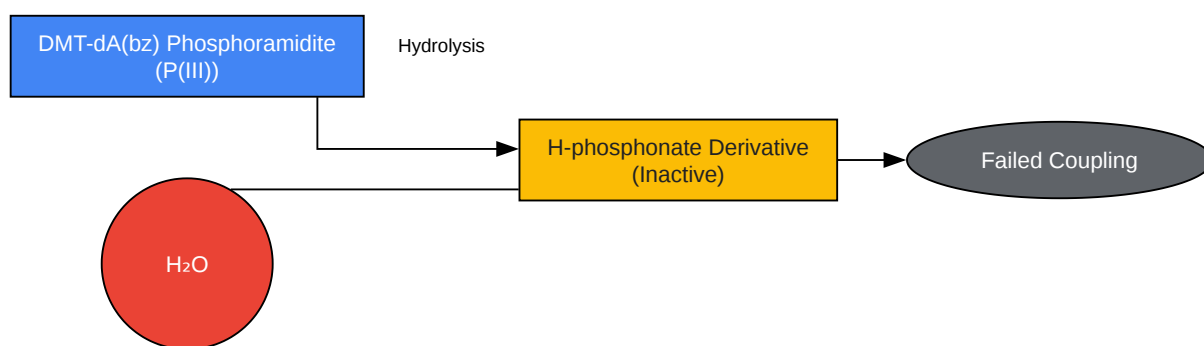 DMT-dA(bz) Phosphoramidite
(P(III))
Hydrolysis
H-phosphonate Derivative
(Inactive)
Failed Coupling
H₂O